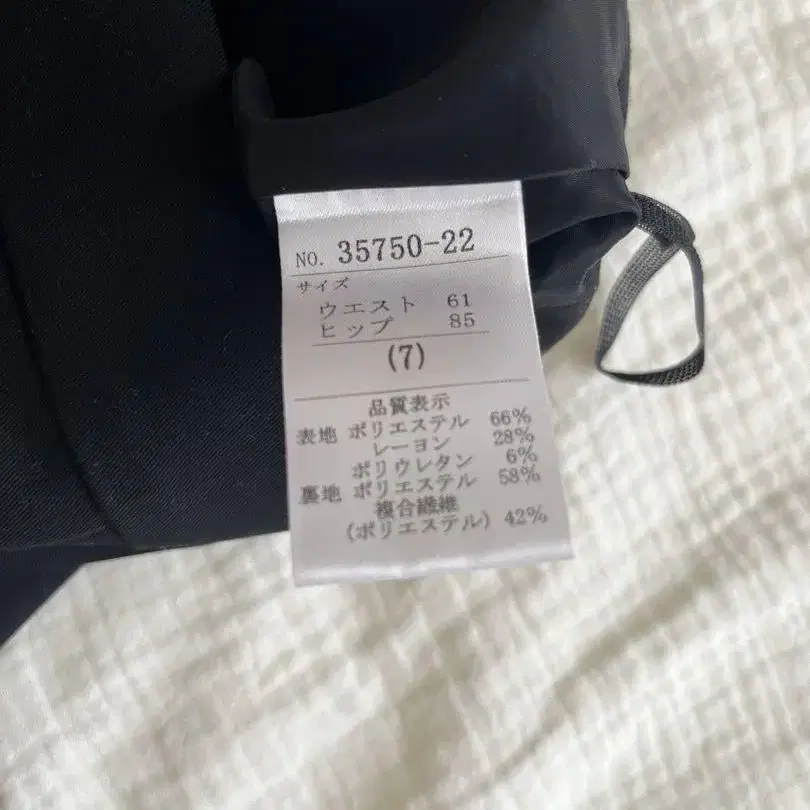 NO. 35750-22
サイズ
ウエスト 61
ヒップ 85
(7)
品質表示
表地 ポリエステル 66%
レーヨン 28%
ポリウレタン 6%
裏地 ポリエステル 58%
複合繊維
(ポリエステル) 42%